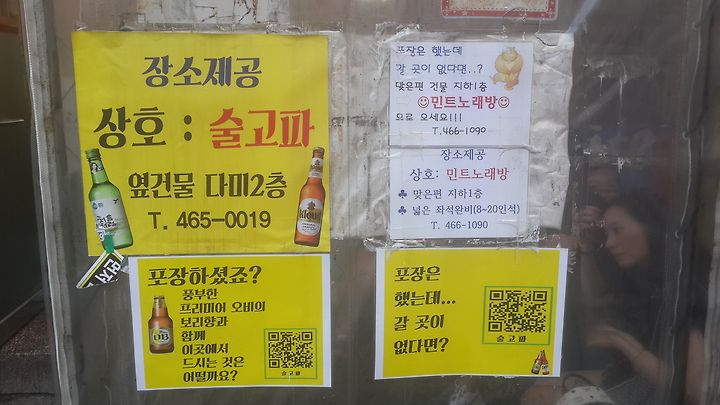 장소제공
상호 : 술고파
옆건물 다미2층
T. 465-0019
포장은 했는데
갈 곳이 없다면..?
맞은편 건물 지하1층
☺민트노래방☺
으로 오세요!!!
T.466-1090
장소제공
상호: 민트노래방
♣ 맞은편 지하1층
♣ 넓은 좌석완비(8~20인석)
T. 466-1090
포장하셨죠?
풍부한
프리미어 오비의
보리향과
함께
이곳에서
드시는 것은
어떨까요?
OB
술고파
포장은
했는데...
갈 곳이
없다면?
술고파